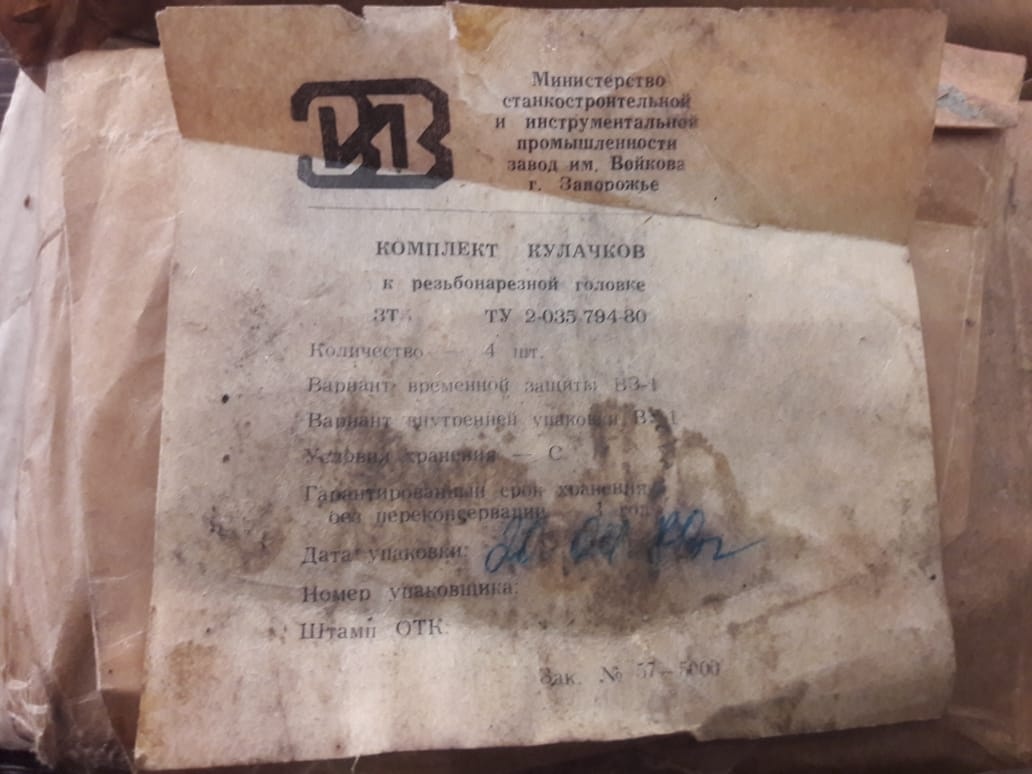 Министерство
станкостроительной
и инструментальной
промышленности
завод им. Войкова
г. Запорожье
КОМПЛЕКТ КУЛАЧКОВ
к резьбонарезной головке
ТУ 2-035-794-80
Количество — 4 шт.
Вариант временной защиты ВЗ-1
Вариант внутренней упаковки
Условия хранения — С
Гарантированный срок хранения
без переконсервации
Дата упаковки:
Номер упаковщика:
Штамп ОТК:
Зак. № 57—5000